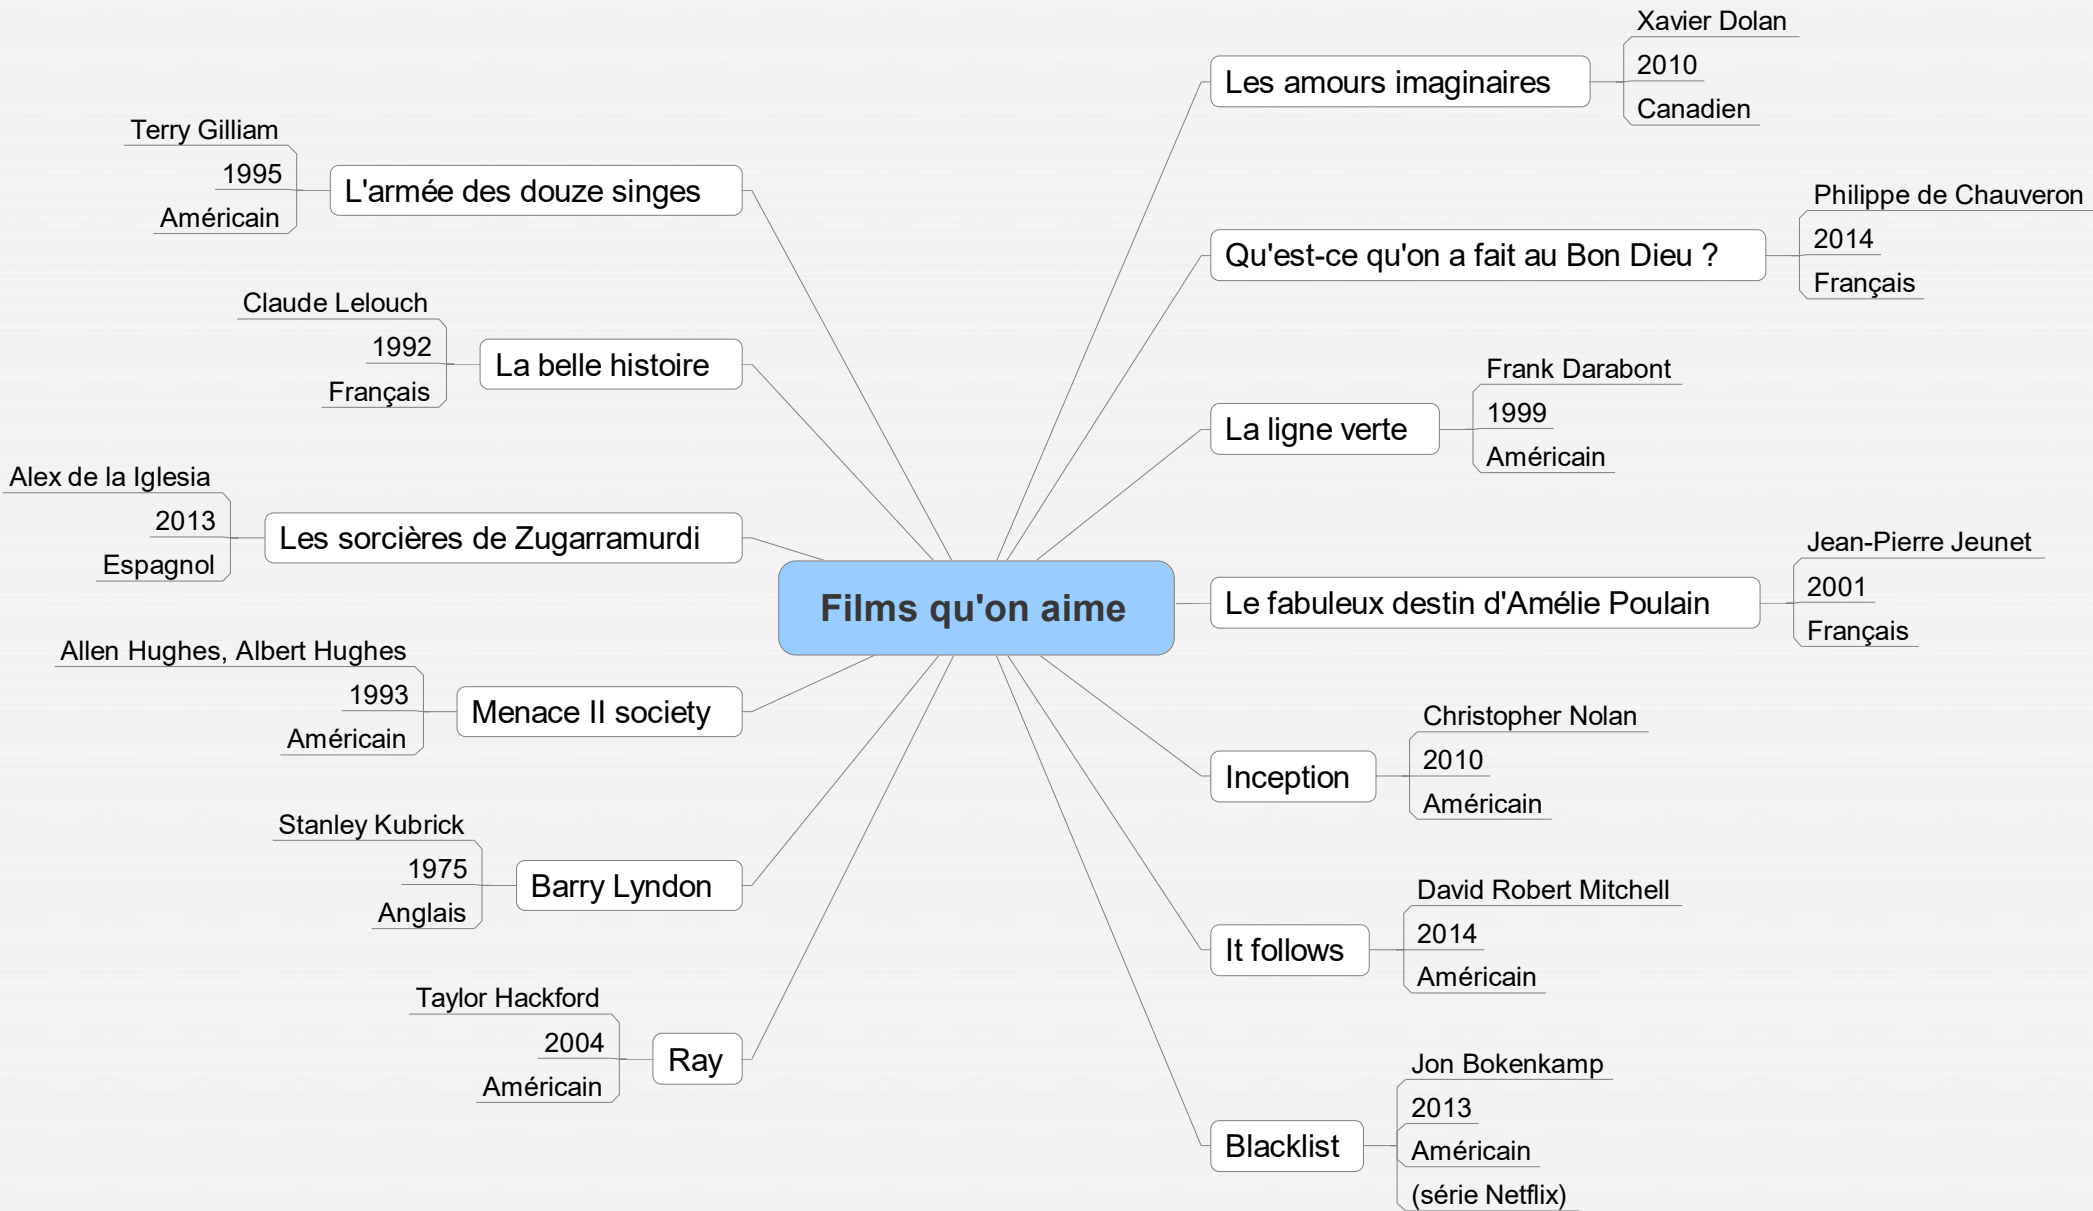 Films qu'on aime
Les amours imaginaires
Xavier Dolan
2010
Canadien
Qu'est-ce qu'on a fait au Bon Dieu ?
Philippe de Chauveron
2014
Français
La ligne verte
Frank Darabont
1999
Américain
Le fabuleux destin d'Amélie Poulain
Jean-Pierre Jeunet
2001
Français
Inception
Christopher Nolan
2010
Américain
It follows
David Robert Mitchell
2014
Américain
Blacklist
Jon Bokenkamp
2013
Américain
(série Netflix)
L'armée des douze singes
Terry Gilliam
1995
Américain
La belle histoire
Claude Lelouch
1992
Français
Les sorcières de Zugarramurdi
Alex de la Iglesia
2013
Espagnol
Menace II society
Allen Hughes, Albert Hughes
1993
Américain
Barry Lyndon
Stanley Kubrick
1975
Anglais
Ray
Taylor Hackford
2004
Américain